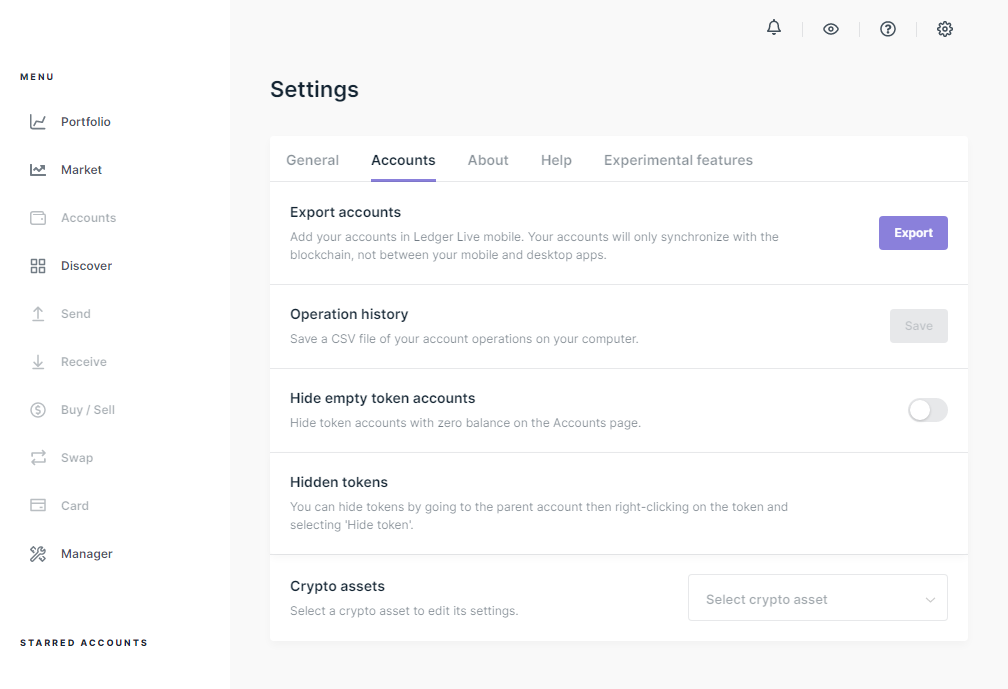 MENU
Portfolio
Market
Accounts
Discover
Send
Receive
Buy / Sell
Swap
Card
Manager
STARRED ACCOUNTS
Settings
General Accounts About Help Experimental features
Export accounts
Add your accounts in Ledger Live mobile. Your accounts will only synchronize with the
blockchain, not between your mobile and desktop apps.
Export
Operation history
Save a CSV file of your account operations on your computer.
Save
Hide empty token accounts
Hide token accounts with zero balance on the Accounts page.
Hidden tokens
You can hide tokens by going to the parent account then right-clicking on the token and
selecting 'Hide token'.
Crypto assets
Select a crypto asset to edit its settings.
Select crypto asset